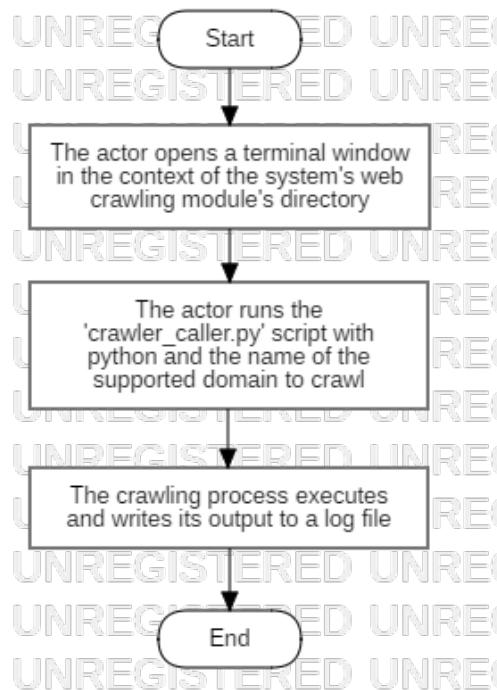 Start
The actor opens a terminal window
in the context of the system's web
crawling module's directory
The actor runs the
'crawler_caller.py' script with
python and the name of the
supported domain to crawl
The crawling process executes
and writes its output to a log file
End
UNREGISTERED